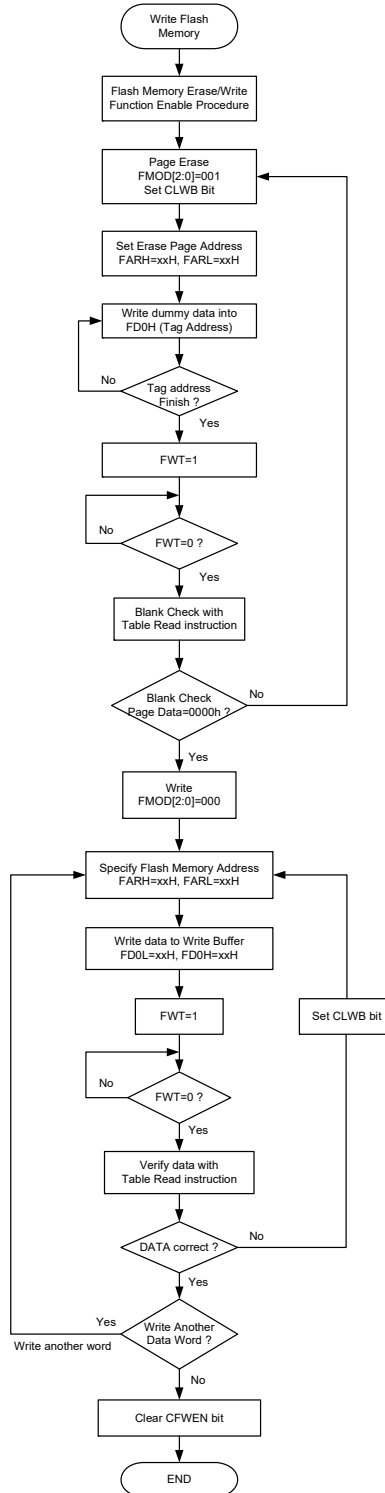 Write Flash
Memory
Flash Memory Erase/Write
Function Enable Procedure
Page Erase
FMOD[2:0]=001
Set CLWB Bit
Set Erase Page Address
FARH=xxH, FARL=xxH
Write dummy data into
FD0H (Tag Address)
No
Tag address
Finish ?
Yes
FWT=1
No
FWT=0 ?
Yes
Blank Check with
Table Read instruction
Blank Check
Page Data=0000h ?
No
Yes
Write
FMOD[2:0]=000
Specify Flash Memory Address
FARH=xxH, FARL=xxH
Write data to Write Buffer
FD0L=xxH, FD0H=xxH
FWT=1
Set CLWB bit
No
FWT=0 ?
Yes
Verify data with
Table Read instruction
DATA correct ?
No
Yes
Yes
Write another word
Write Another
Data Word ?
No
Clear CFWEN bit
END